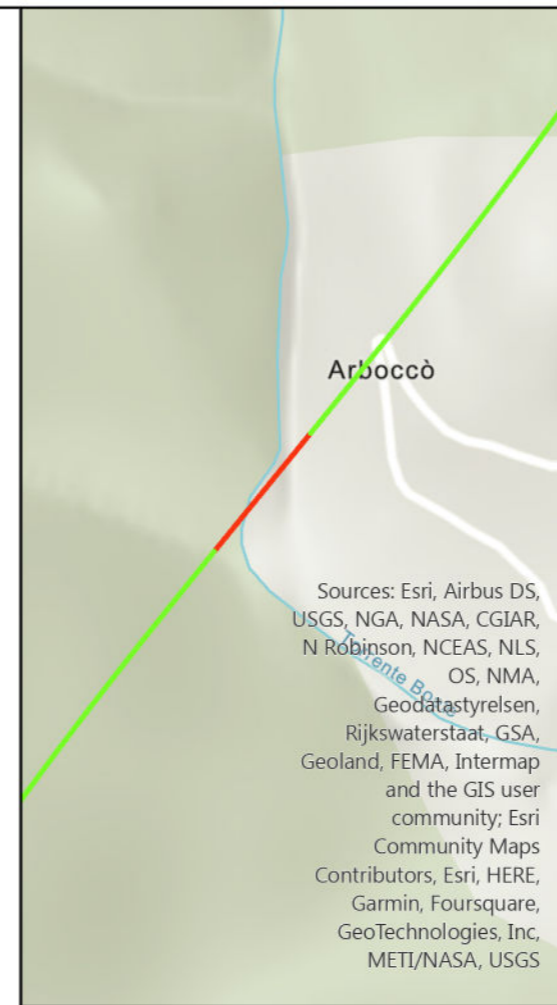 Arboccò
Sources: Esri, Airbus DS,
USGS, NGA, NASA, CGIAR,
N Robinson, NCEAS, NLS,
OS, NMA,
Geodatastyrelsen,
Rijkswaterstaat, GSA,
Geoland, FEMA, Intermap
and the GIS user
community; Esri
Community Maps
Contributors, Esri, HERE,
Garmin, Foursquare,
GeoTechnologies, Inc,
METI/NASA, USGS
Torrente